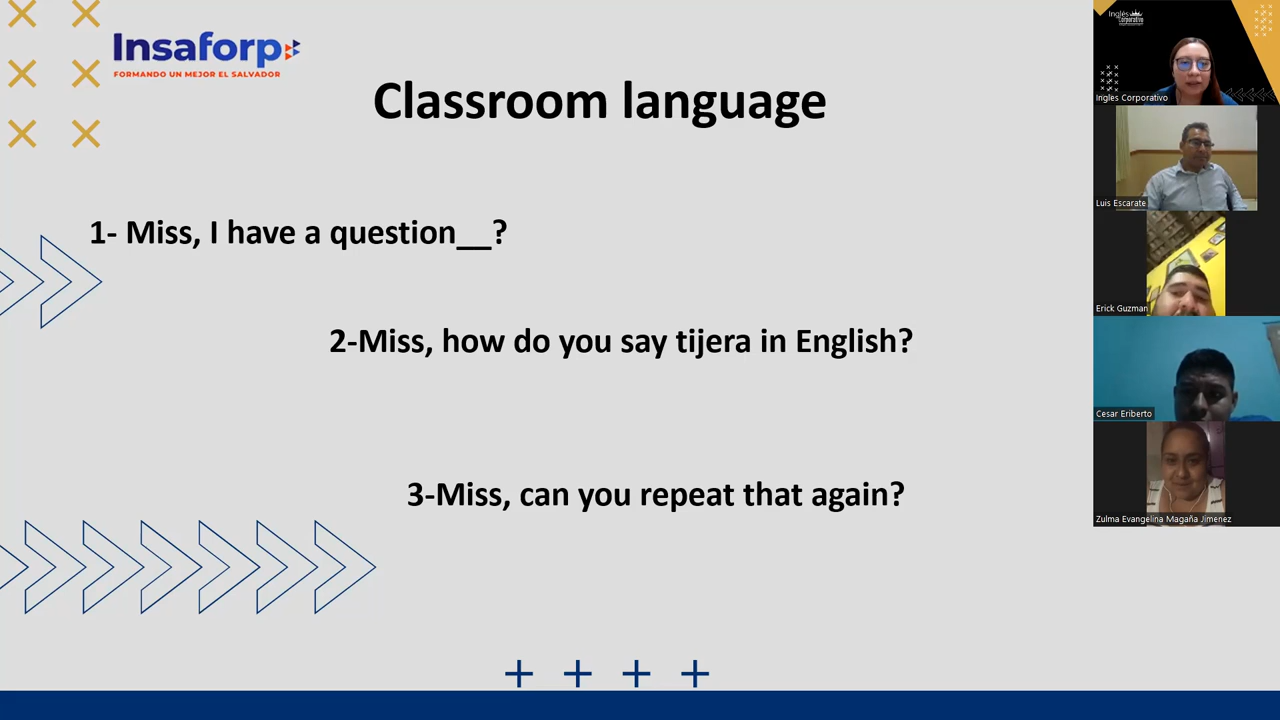 Insaforp
FORMANDO UN MEJOR EL SALVADOR
Classroom language
1- Miss, I have a question__?
2-Miss, how do you say tijera in English?
3-Miss, can you repeat that again?
Inglés
Corporativo
Ingles Corporativo
Luis Escarate
Erick Guzman
Cesar Eriberto
Zulma Evangelina Magaña Jimenez